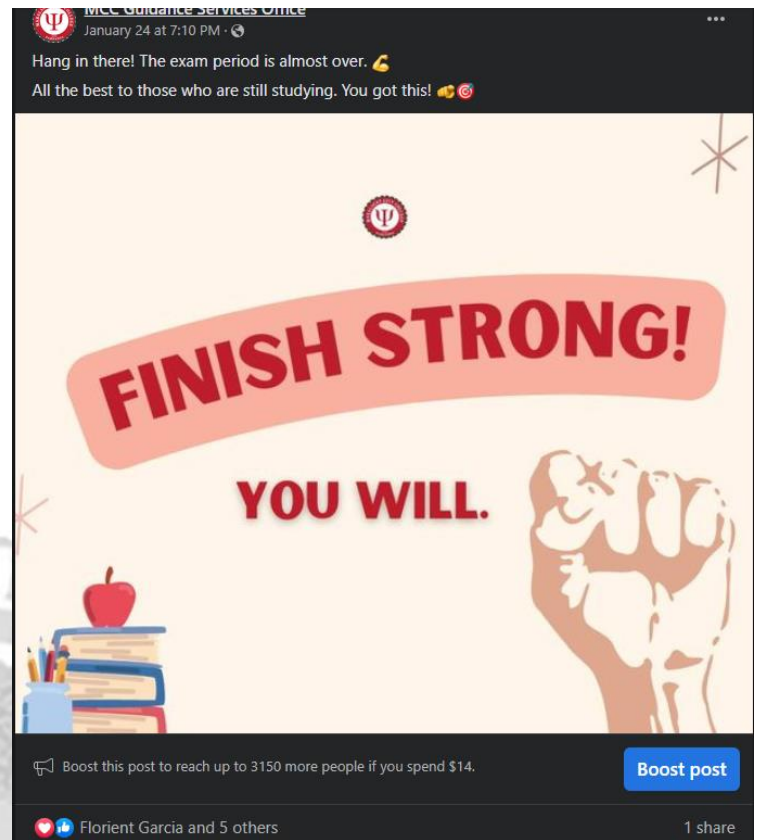 MCC Guidance Services Office
January 24 at 7:10 PM ·
Hang in there! The exam period is almost over. 💪
All the best to those who are still studying. You got this! 🫵🎯
Ψ
FINISH STRONG!
YOU WILL.
Boost this post to reach up to 3150 more people if you spend $14.
Boost post
Florient Garcia and 5 others
1 share